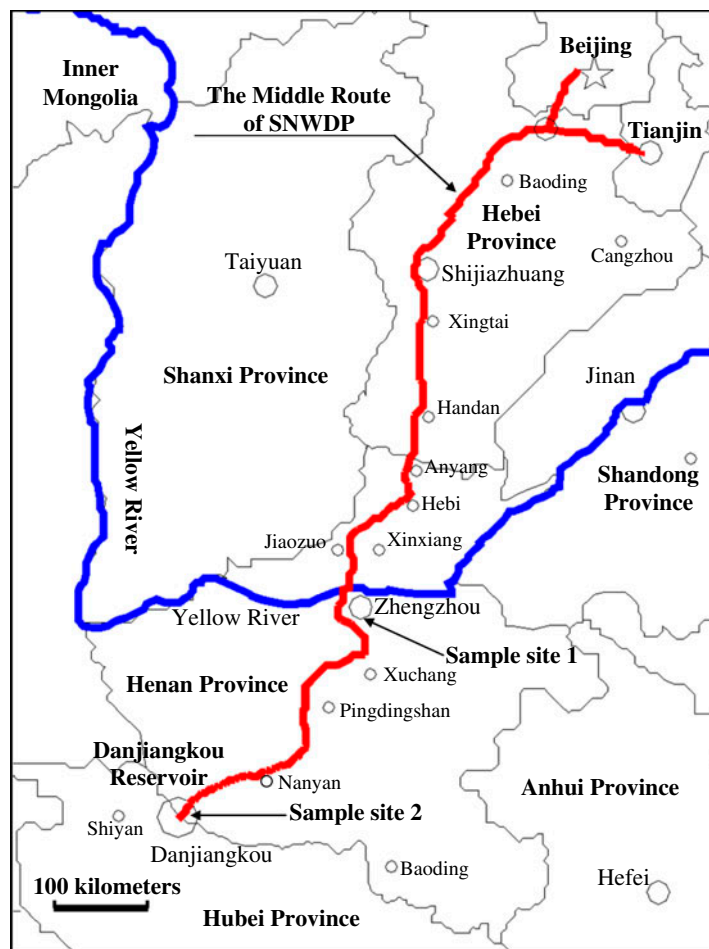 Beijing
Inner
Mongolia
The Middle Route
of SNWDP
Tianjin
Baoding
Hebei
Province
Cangzhou
Taiyuan
Shijiazhuang
Xingtai
Shanxi Province
Jinan
Handan
Yellow River
Anyang
Shandong
Province
Hebi
Jiaozuo
Xinxiang
Yellow River
Zhengzhou
Sample site 1
Henan Province
Xuchang
Pingdingshan
Danjiangkou
Reservoir
Nanyan
Anhui Province
Sample site 2
Shiyan
Danjiangkou
Baoding
100 kilometers
Hefei
Hubei Province